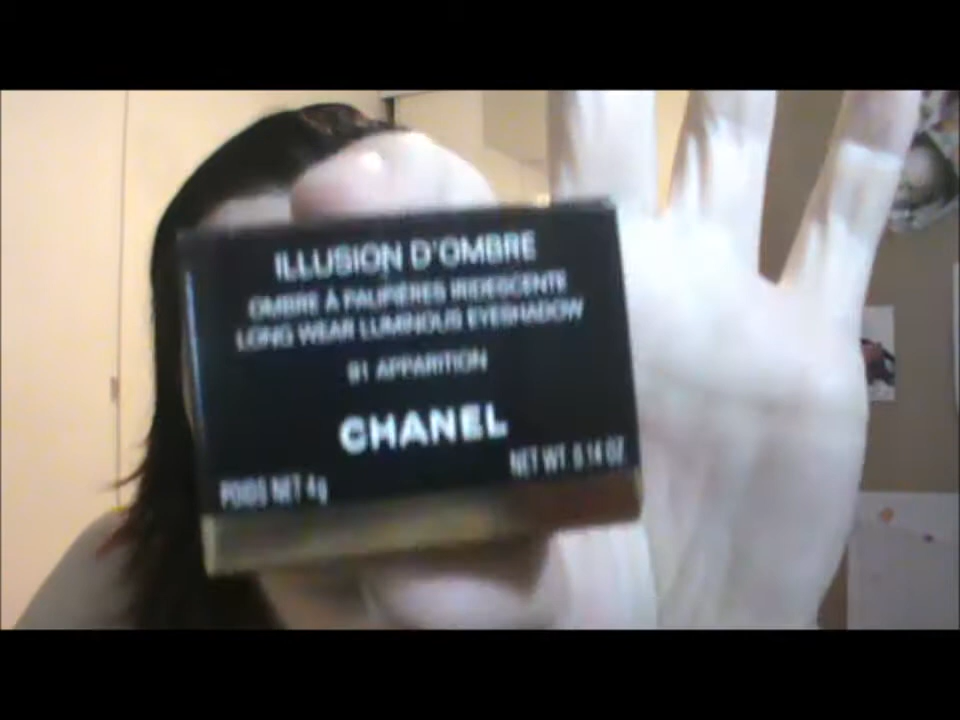 ILLUSION D'OMBRE
OMBRE À PAUPIÈRES IRIDESCENTE
LONG WEAR LUMINOUS EYESHADOW
91 APPARITION
CHANEL
POIDS NET 4g
NET WT. 0.14 OZ.